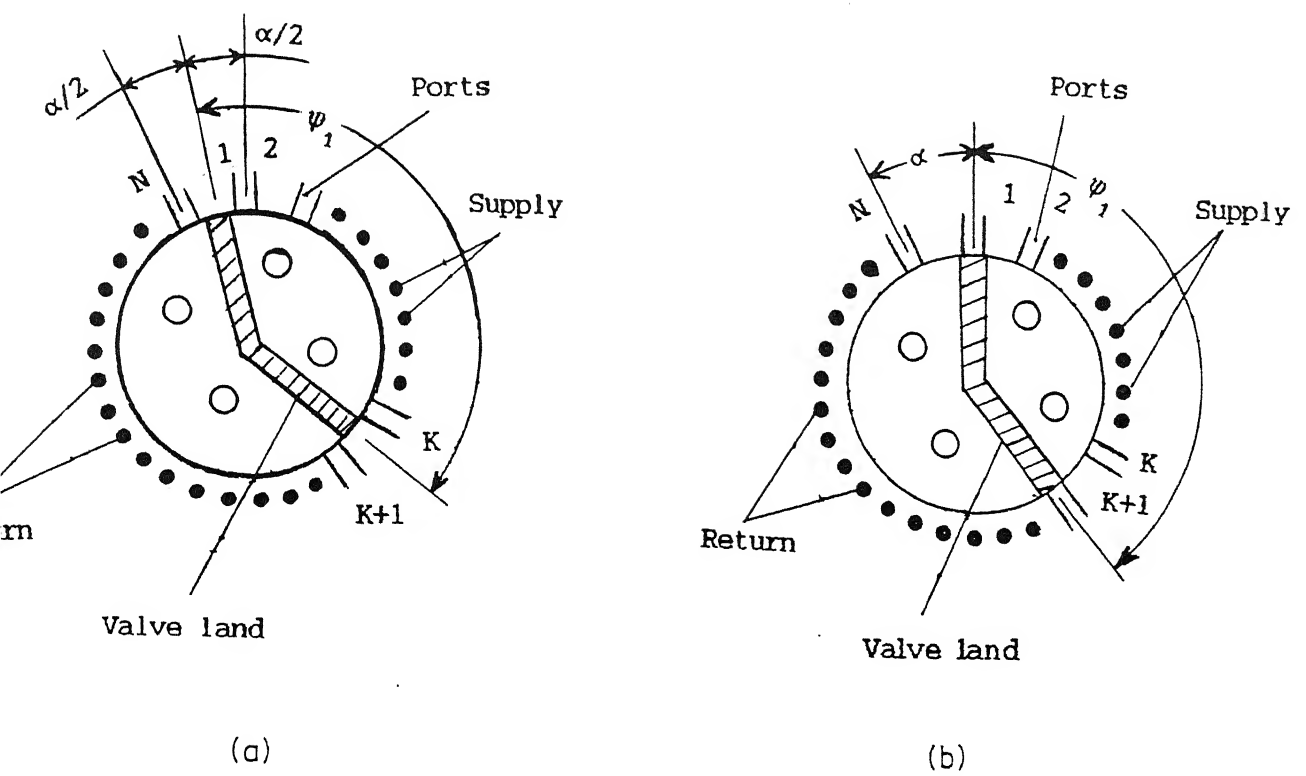 α/2
α/2
Ports
ψ1
1
2
N
Supply
K
K+1
rn
Valve land
(a)
Ports
α
ψ1
1
2
N
Supply
K
K+1
Return
Valve land
(b)